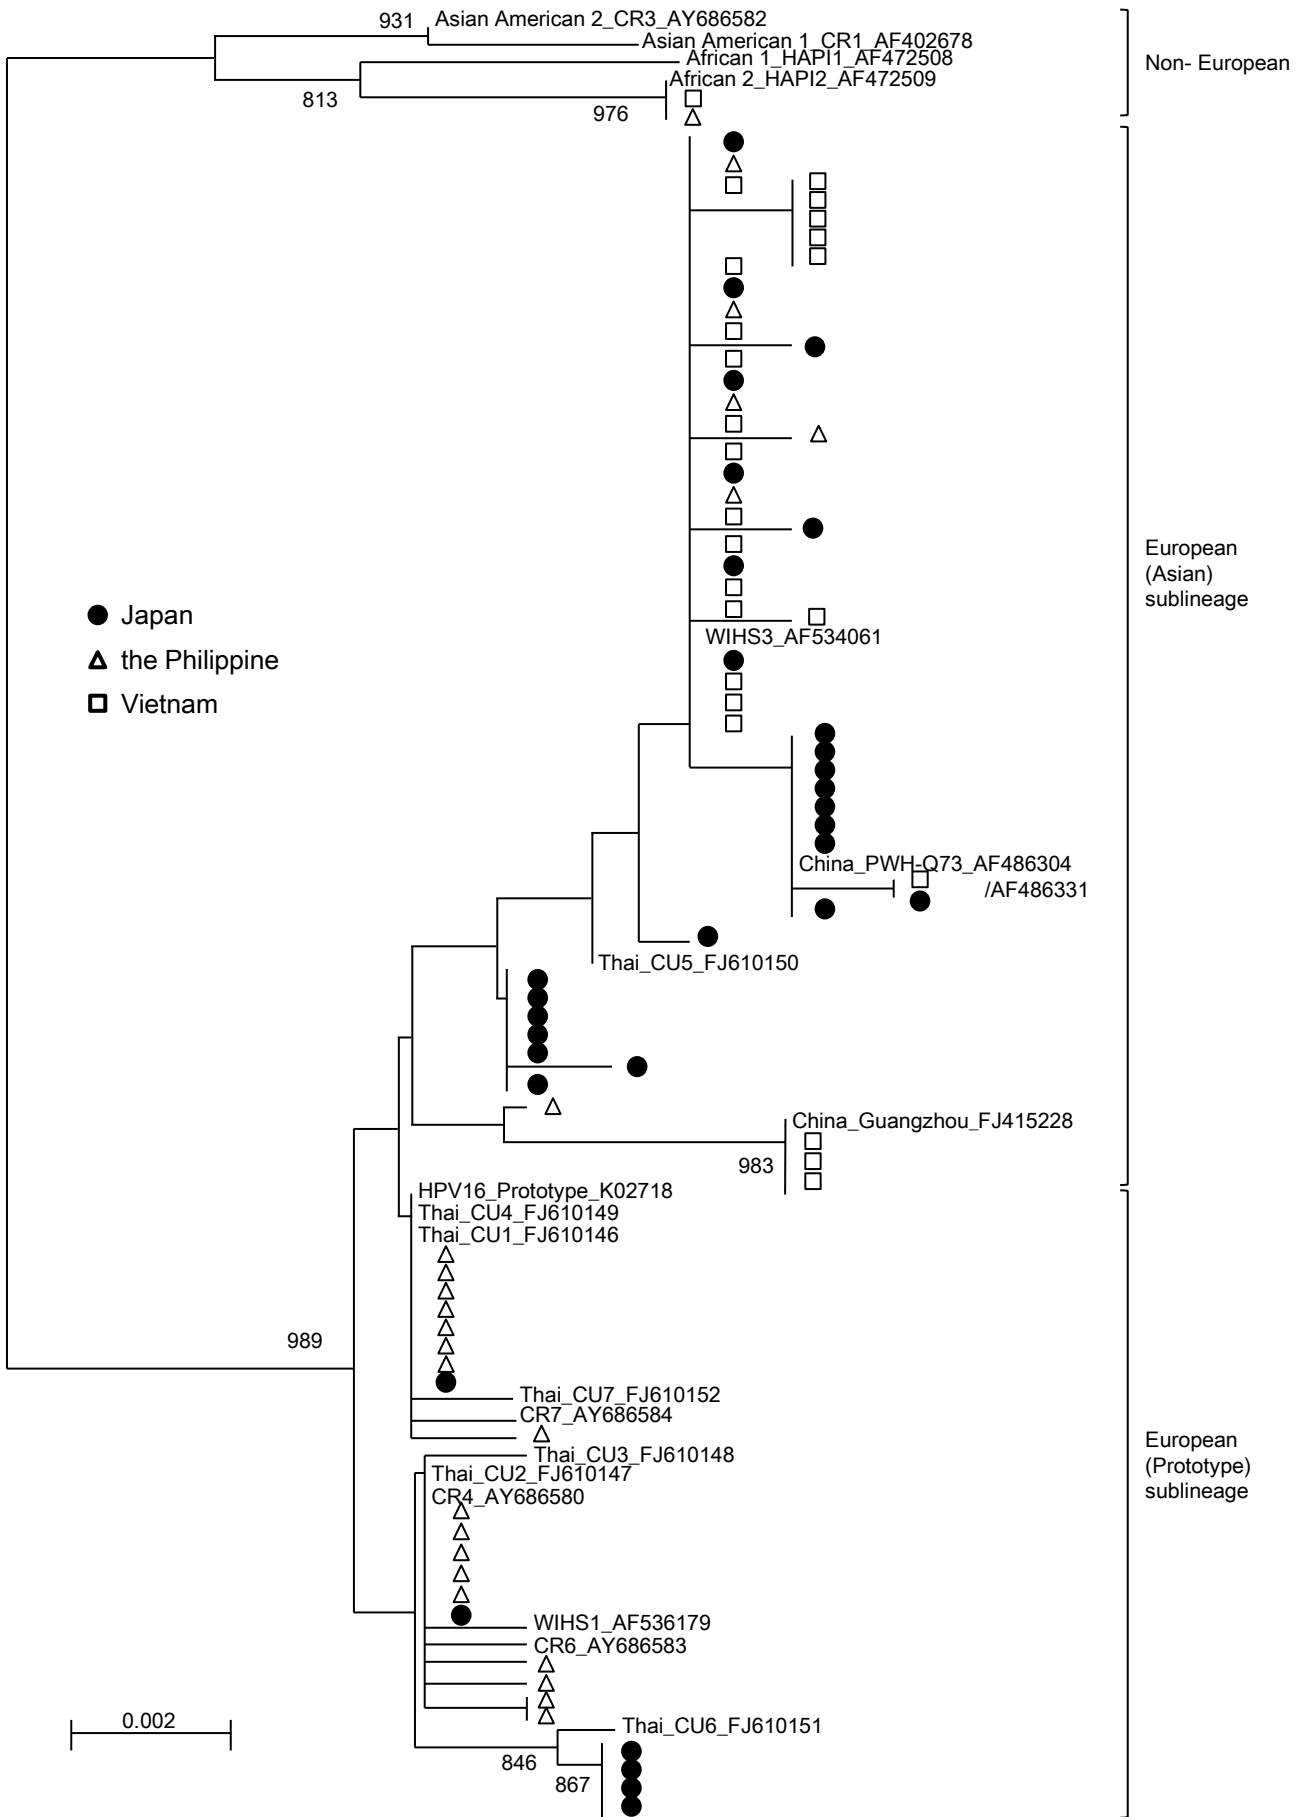 931
Asian American 2_CR3_AY686582
Asian American 1_CR1_AF402678
African 1_HAPI1_AF472508
African 2_HAPI2_AF472509
813
976
Non- European
European
(Asian)
sublineage
Japan
the Philippine
Vietnam
WIHS3_AF534061
China_PWH-Q73_AF486304
/AF486331
Thai_CU5_FJ610150
China_Guangzhou_FJ415228
983
HPV16_Prototype_K02718
Thai_CU4_FJ610149
Thai_CU1_FJ610146
989
Thai_CU7_FJ610152
CR7_AY686584
Thai_CU3_FJ610148
Thai_CU2_FJ610147
CR4_AY686580
European
(Prototype)
sublineage
WIHS1_AF536179
CR6_AY686583
0.002
Thai_CU6_FJ610151
846
867